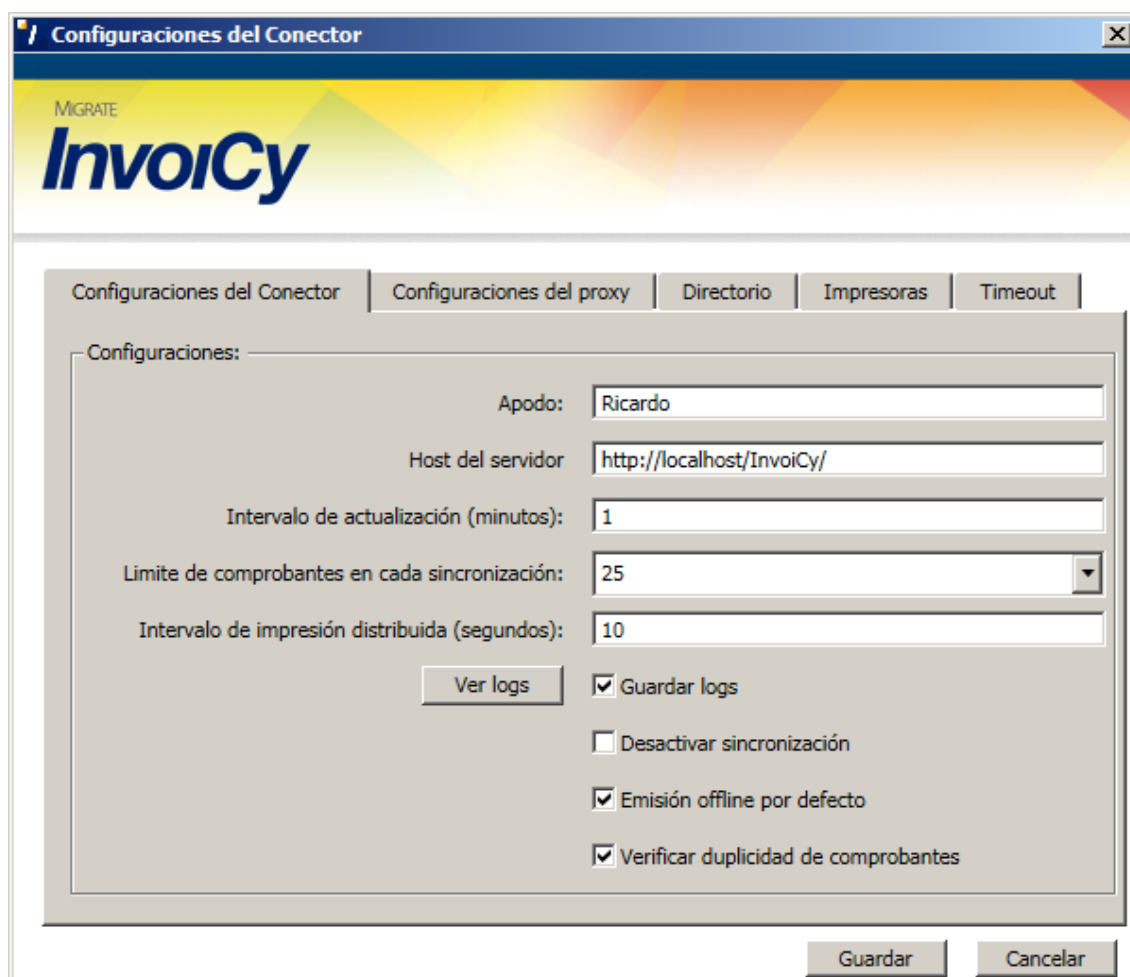 Configuraciones del Conector
MIGRATE
InvoiCy
Configuraciones del Conector Configuraciones del proxy Directorio Impresoras Timeout
Configuraciones:
Apodo: Ricardo
Host del servidor http://localhost/InvoiCy/
Intervalo de actualización (minutos): 1
Limite de comprobantes en cada sincronización: 25
Intervalo de impresión distribuida (segundos): 10
Ver logs Guardar logs
Desactivar sincronización
Emisión offline por defecto
Verificar duplicidad de comprobantes
Guardar Cancelar